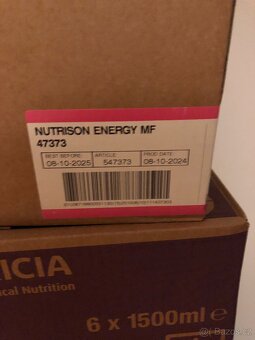 NUTRISON ENERGY MF
47373
BEST BEFORE: ARTICLE: PROD DATE:
08-10-2025 547373 08-10-2024
ICIA
ical Nutrition
6 x 1500ml e